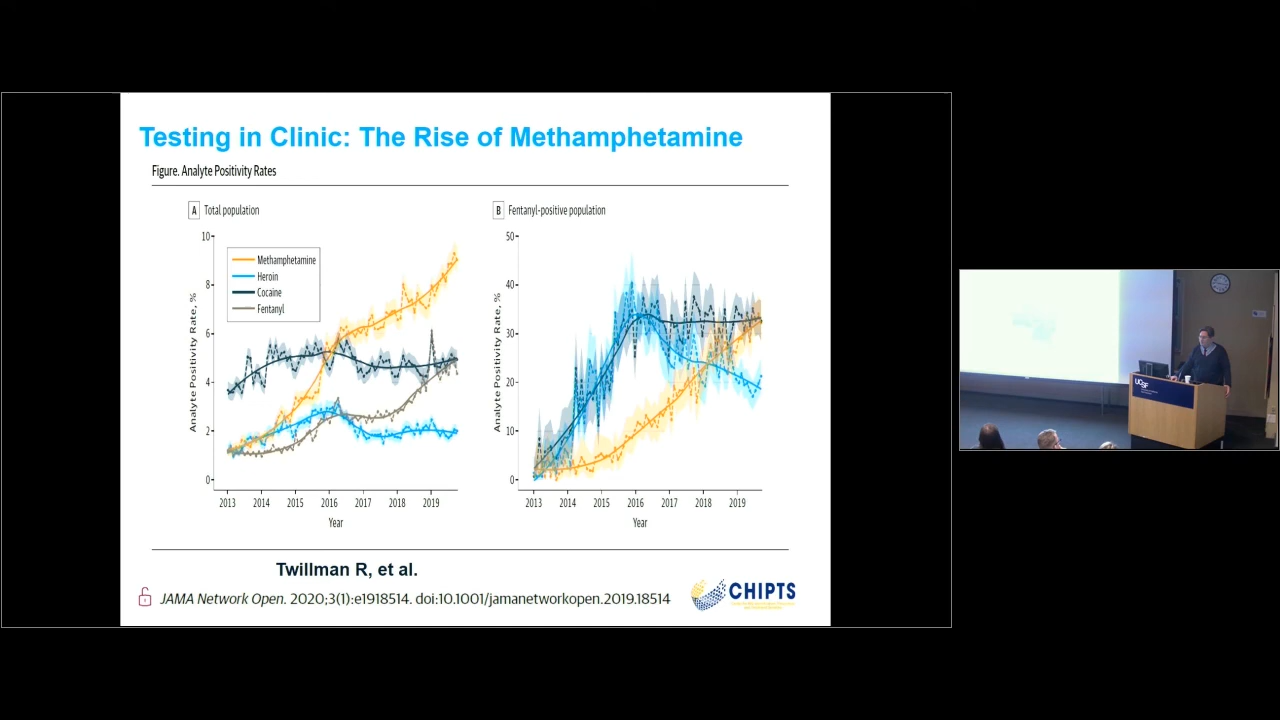 Testing in Clinic: The Rise of Methamphetamine
Figure. Analyte Positivity Rates
A Total population
10
8
6
4
2
0
Analyte Positivity Rate, %
Methamphetamine
Heroin
Cocaine
Fentanyl
2013 2014 2015 2016 2017 2018 2019
Year
B Fentanyl-positive population
50
40
30
20
10
0
Analyte Positivity Rate, %
2013 2014 2015 2016 2017 2018 2019
Year
Twillman R, et al.
JAMA Network Open. 2020;3(1):e1918514. doi:10.1001/jamanetworkopen.2019.18514
CHIPTS
UCSF